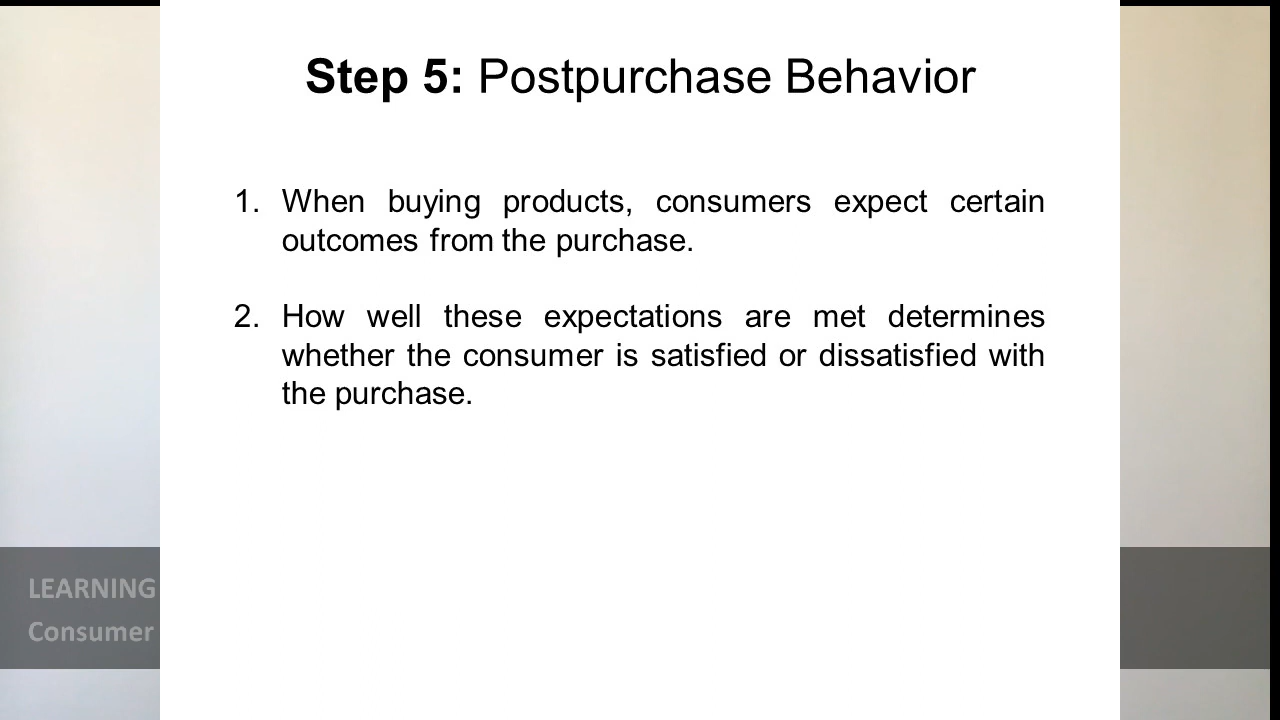 Step 5: Postpurchase Behavior
1. When buying products, consumers expect certain
outcomes from the purchase.
2. How well these expectations are met determines
whether the consumer is satisfied or dissatisfied with
the purchase.
LEARNING
Consumer